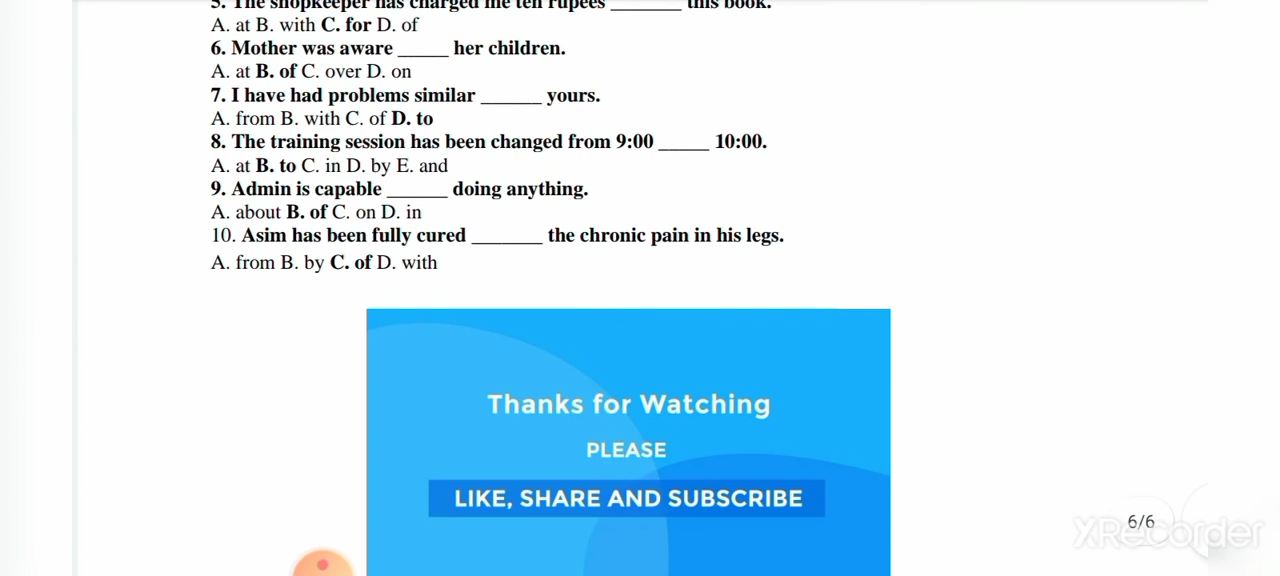 5. The shopkeeper has charged me ten rupees _______ this book.
A. at B. with C. for D. of
6. Mother was aware _____ her children.
A. at B. of C. over D. on
7. I have had problems similar ______ yours.
A. from B. with C. of D. to
8. The training session has been changed from 9:00 _____ 10:00.
A. at B. to C. in D. by E. and
9. Admin is capable ______ doing anything.
A. about B. of C. on D. in
10. Asim has been fully cured _______ the chronic pain in his legs.
A. from B. by C. of D. with
Thanks for Watching
PLEASE
LIKE, SHARE AND SUBSCRIBE
6/6
XRecorder